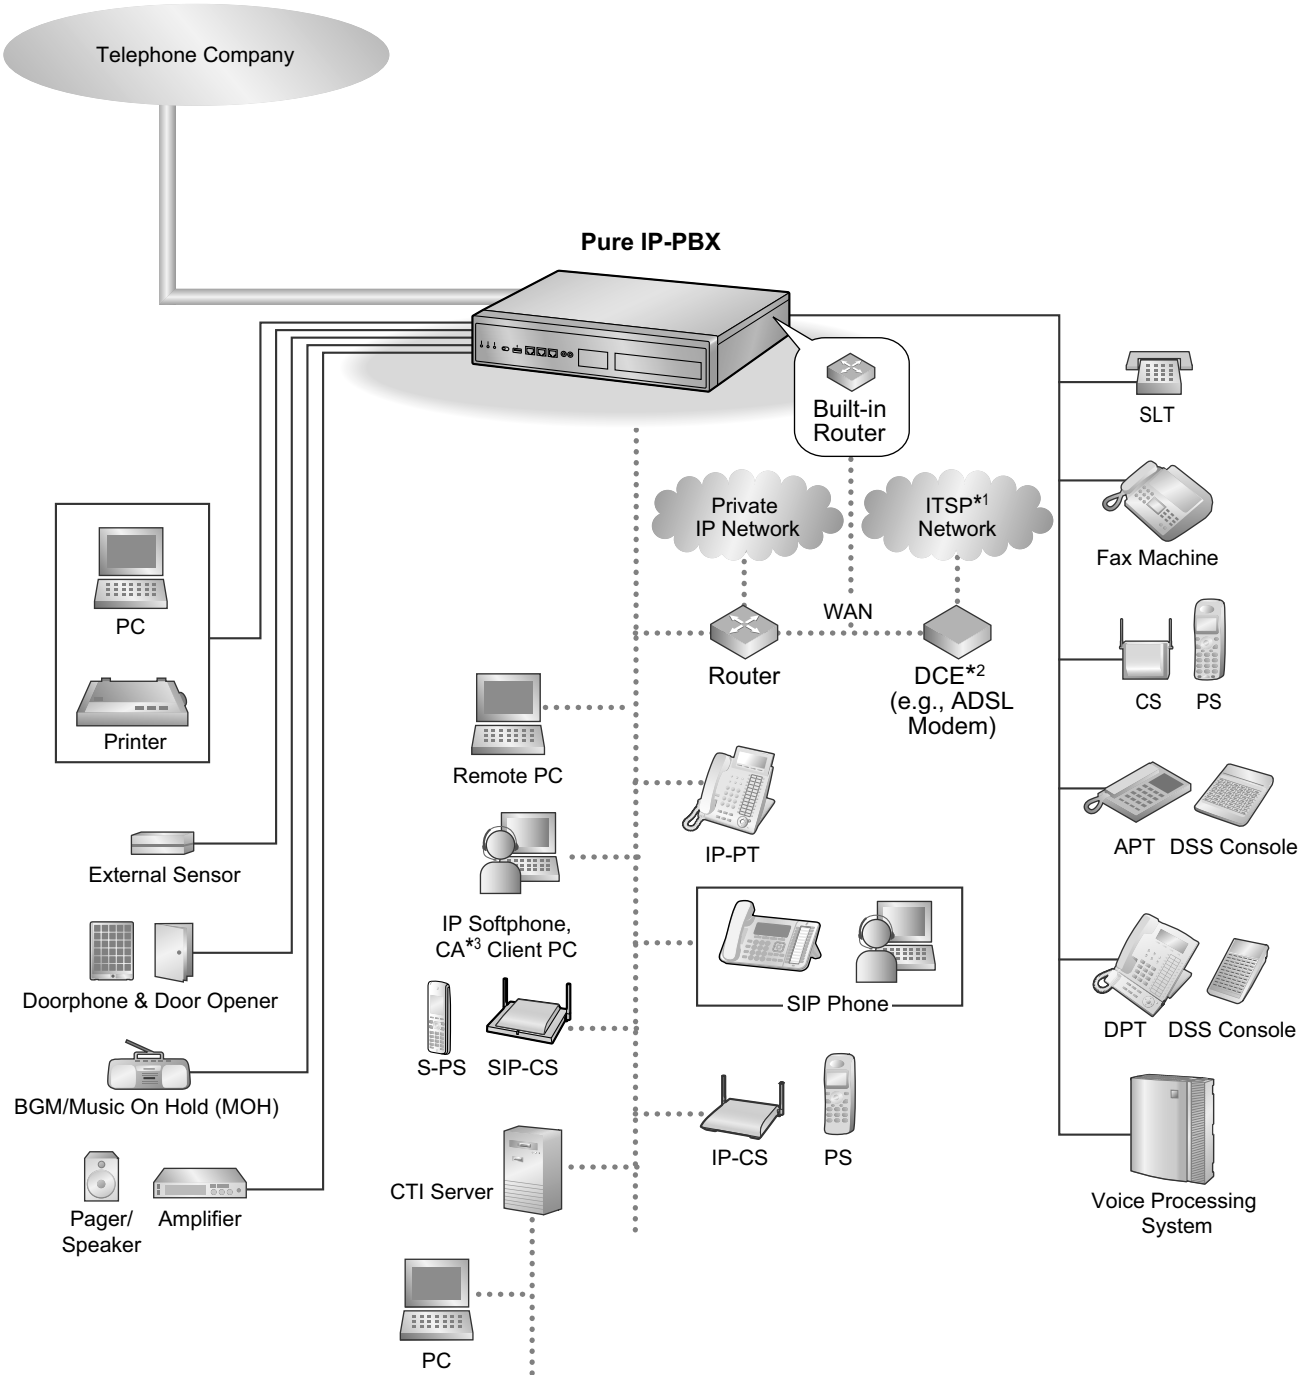 Telephone Company
Pure IP-PBX
Built-in
Router
SLT
Private
IP Network
ITSP*1
Network
Fax Machine
PC
WAN
Router
DCE*2
(e.g., ADSL
Modem)
CS
PS
Printer
Remote PC
IP-PT
APT
DSS Console
External Sensor
IP Softphone,
CA*3 Client PC
SIP Phone
Doorphone & Door Opener
DPT
DSS Console
S-PS
SIP-CS
BGM/Music On Hold (MOH)
IP-CS
PS
CTI Server
Voice Processing
System
Pager/
Speaker
Amplifier
PC